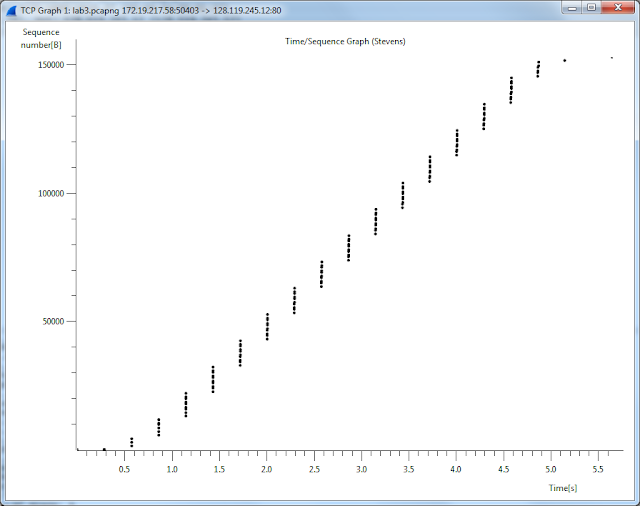 TCP Graph 1: lab3.pcapng 172.19.217.58:50403 -> 128.119.245.12:80
Sequence
number[B]
Time/Sequence Graph (Stevens)
150000
100000
50000
0.5 1.0 1.5 2.0 2.5 3.0 3.5 4.0 4.5 5.0 5.5
Time[s]